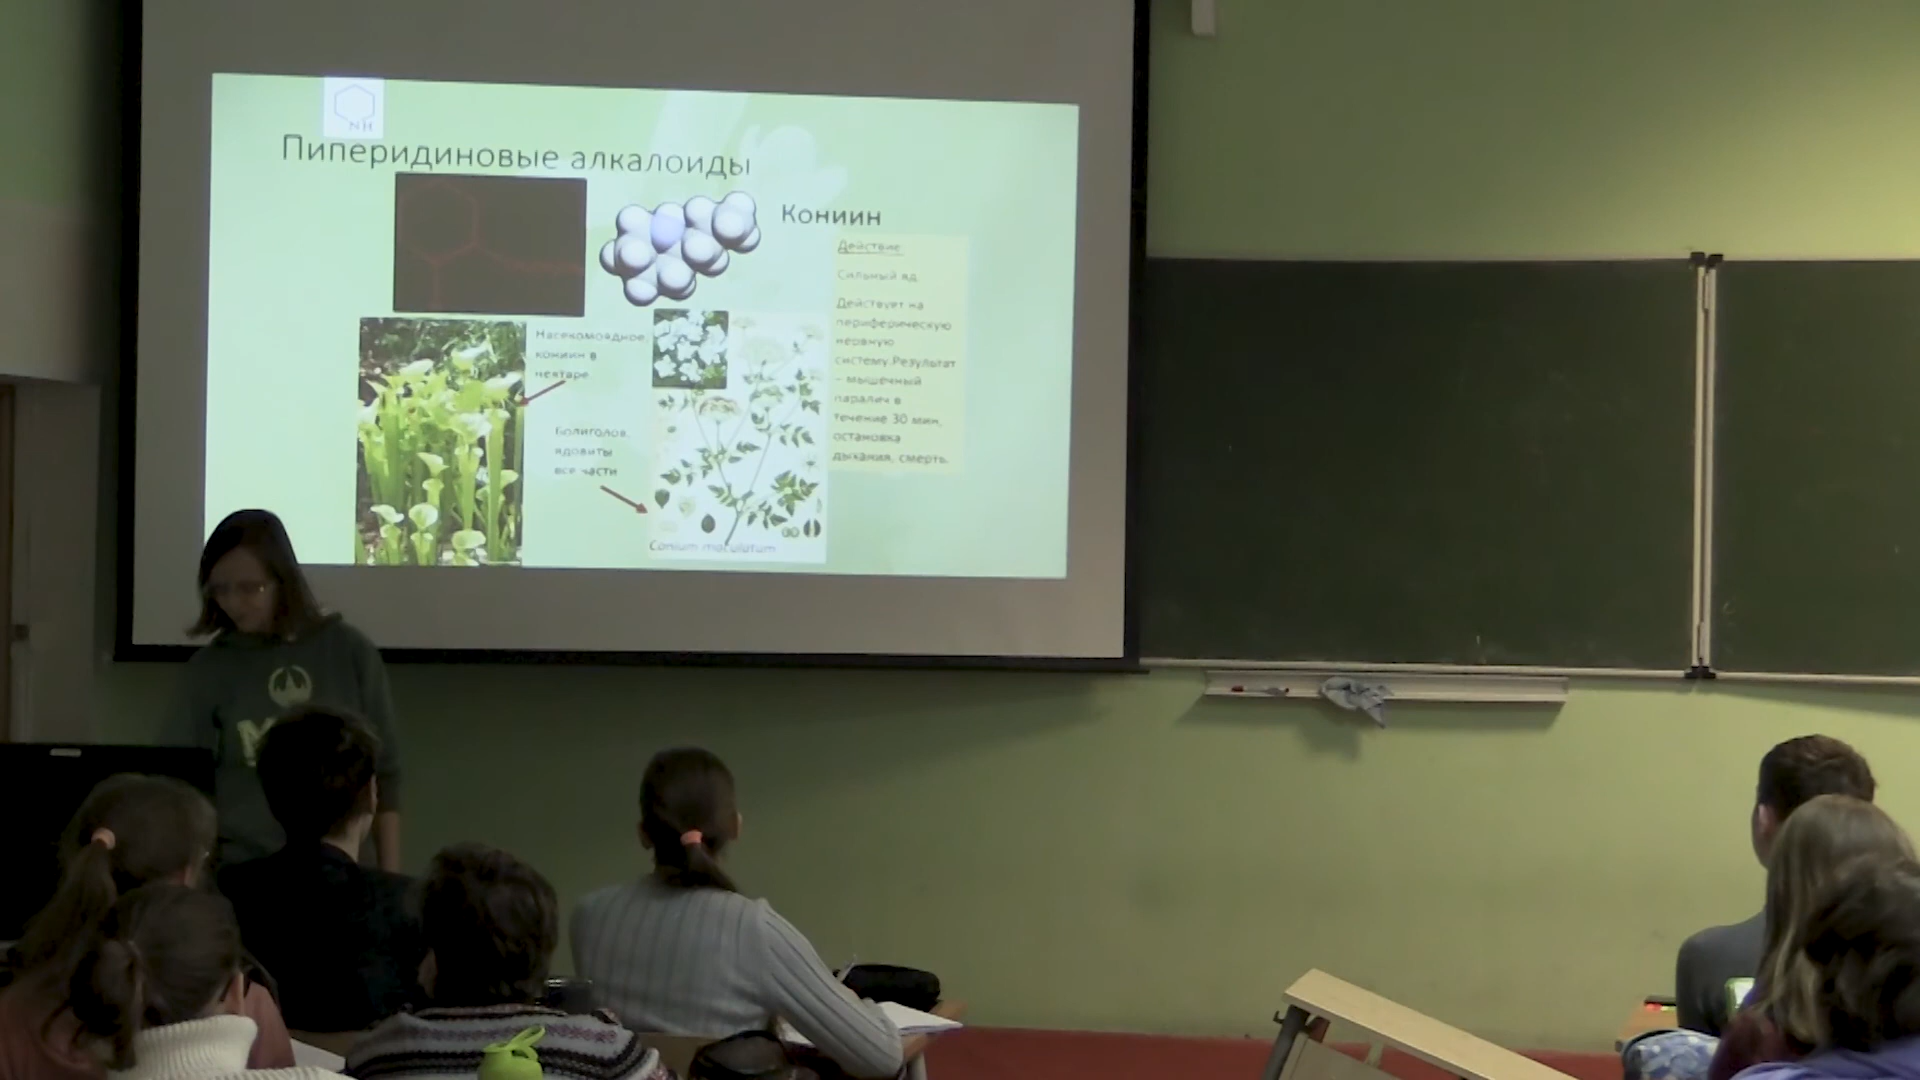 NH
Пиперидиновые алкалоиды
Кониин
Действие:
Сильный яд.
Действует на
периферическую
нервную
систему.Результат
– мышечный
паралич в
течение 30 мин,
остановка
дыхания, смерть.
Насекомоядное,
кониин в
нектаре
Болиголов,
ядовиты
все части
Conium maculatum